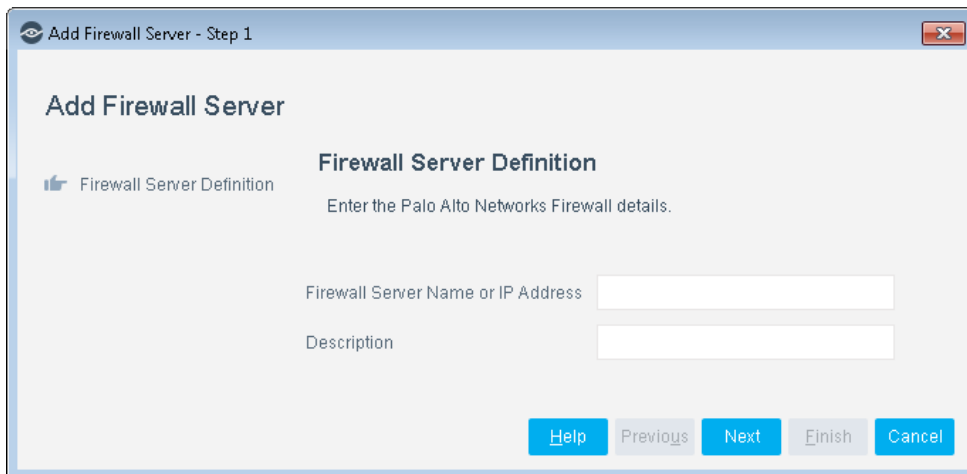 Add Firewall Server - Step 1
Add Firewall Server
Firewall Server Definition
Firewall Server Definition
Enter the Palo Alto Networks Firewall details.
Firewall Server Name or IP Address
Description
Help Previous Next Finish Cancel